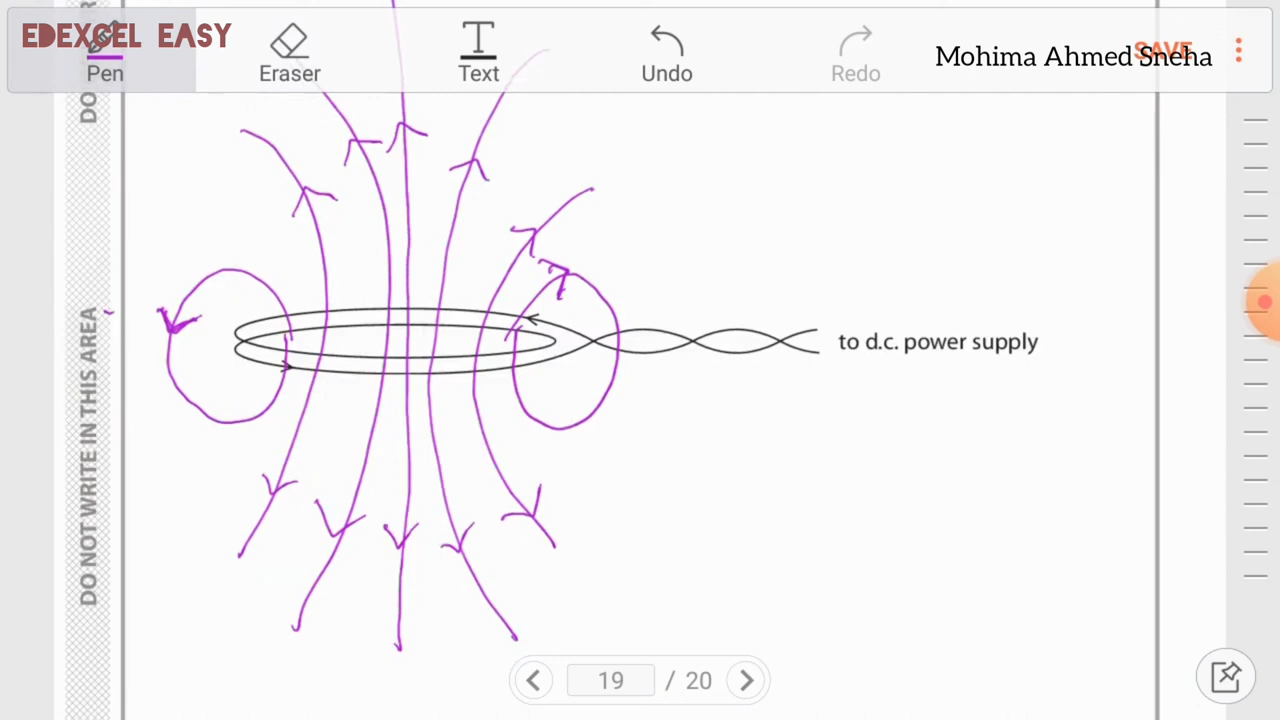 EDEXCEL EASY
Pen
Eraser
Text
Undo
Redo
SAVE
Mohima Ahmed Sneha
DO NOT WRITE IN THIS AREA
to d.c. power supply
19 / 20